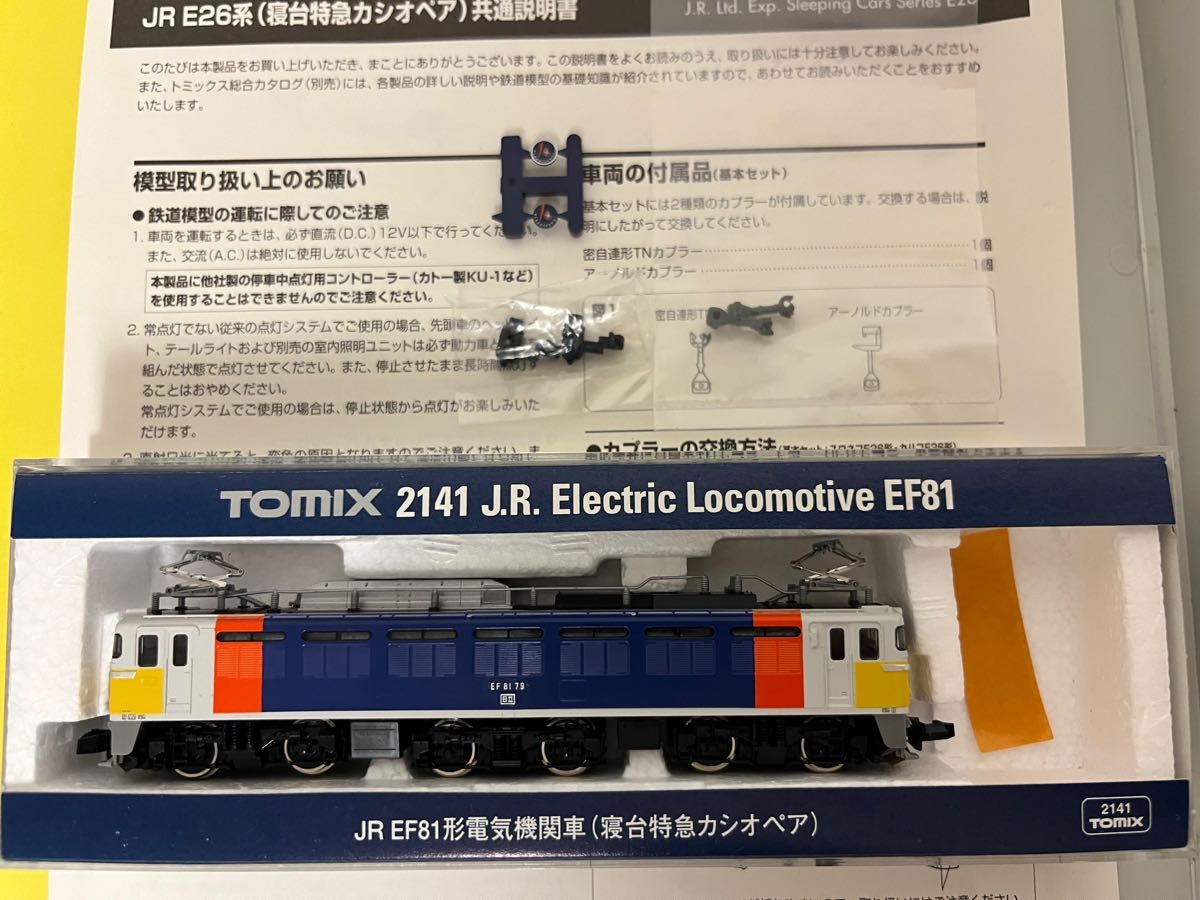 JR E26系(寝台特急カシオペア)共通説明書
J.R. Ltd. Exp. Sleeping Cars Series E26
このたびは本製品をお買い上げいただき、まことにありがとうございます。この説明書をよくお読みのうえ、取り扱いには十分注意してお楽しみください。
また、トミックス総合カタログ(別売)には、各製品の詳しい説明や鉄道模型の基礎知識が紹介されていますので、あわせてお読みいただくことをおすすめ
いたします。
模型取り扱い上のお願い
●鉄道模型の運転に際してのご注意
1. 車両を運転するときは、必ず直流(D.C.)12V以下で行ってください。
また、交流(A.C.)は絶対に使用しないでください。
本製品に他社製の停車中点灯用コントローラー(カトー製KU-1など)
を使用することはできませんのでご注意ください。
2. 常点灯でない従来の点灯システムでご使用の場合、先頭車のヘッ
ト、テールライトおよび別売の室内照明ユニットは必ず動力車と
組んだ状態で点灯させてください。また、停止させたまま長時間点灯す
ることはおやめください。
常点灯システムでご使用の場合は、停止状態から点灯がお楽しみいた
だけます。
車両の付属品(基本セット)
基本セットには2種類のカプラーが付属しています。交換する場合は、説
明にしたがって交換してください。
密自連形TNカプラー 1個
アーノルドカプラー 1個
図1
密自連形TN
アーノルドカプラー
●カプラーの交換方法
TOMIX 2141 J.R. Electric Locomotive EF81
EF 81 79
JR EF81形電気機関車(寝台特急カシオペア)
2141
TOMIX